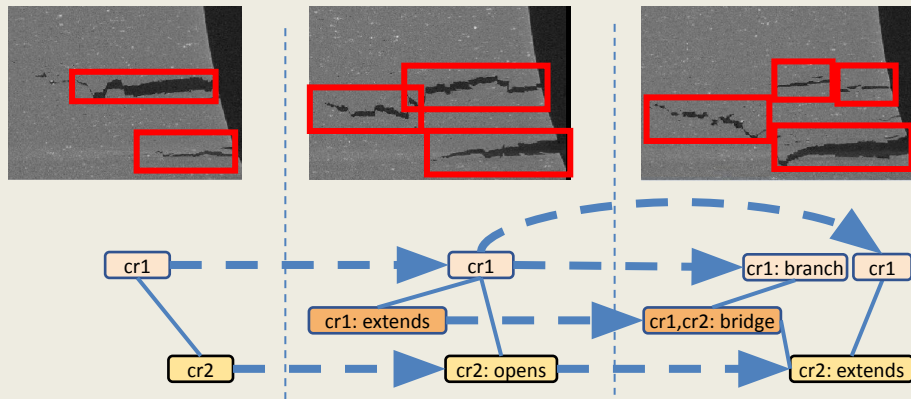 cr1
cr1
cr1: branch
cr1
cr1: extends
cr1,cr2: bridge
cr2
cr2: opens
cr2: extends